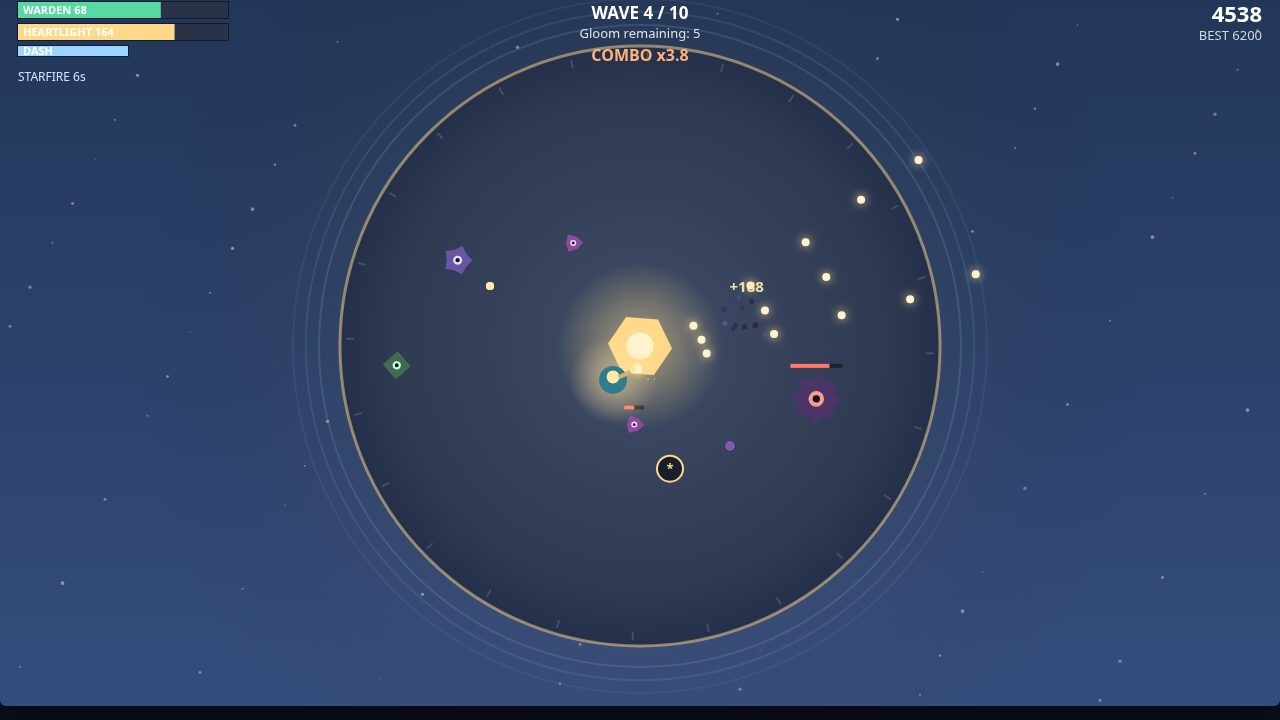 WARDEN 68
HEARTLIGHT 164
DASH
STARFIRE 6s
WAVE 4 / 10
Gloom remaining: 5
COMBO x3.8
4538
BEST 6200
*